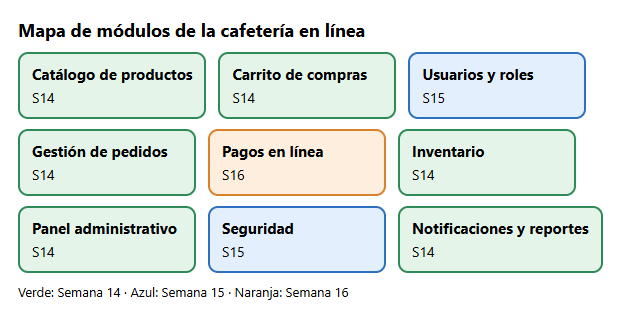 Mapa de módulos de la cafetería en línea
Catálogo de productos
S14
Carrito de compras
S14
Usuarios y roles
S15
Gestión de pedidos
S14
Pagos en línea
S16
Inventario
S14
Panel administrativo
S14
Seguridad
S15
Notificaciones y reportes
S14
Verde: Semana 14 · Azul: Semana 15 · Naranja: Semana 16